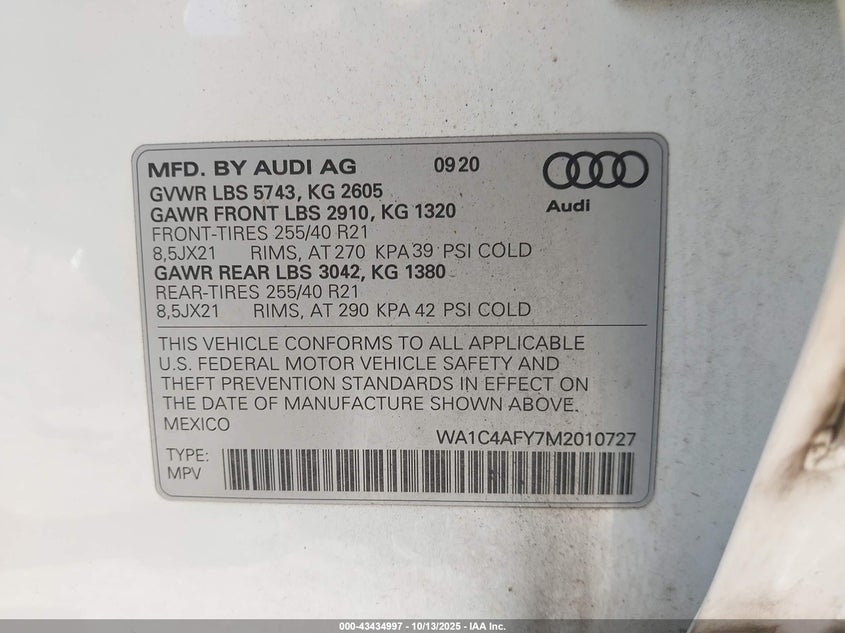 MFD. BY AUDI AG 09 20
GVWR LBS 5743, KG 2605
GAWR FRONT LBS 2910, KG 1320
Audi
FRONT-TIRES 255/40 R21
8,5JX21 RIMS, AT 270 KPA 39 PSI COLD
GAWR REAR LBS 3042, KG 1380
REAR-TIRES 255/40 R21
8,5JX21 RIMS, AT 290 KPA 42 PSI COLD
THIS VEHICLE CONFORMS TO ALL APPLICABLE
U.S. FEDERAL MOTOR VEHICLE SAFETY AND
THEFT PREVENTION STANDARDS IN EFFECT ON
THE DATE OF MANUFACTURE SHOWN ABOVE.
MEXICO
WA1C4AFY7M2010727
TYPE:
MPV
000-43434997 - 10/13/2025 - IAA Inc.